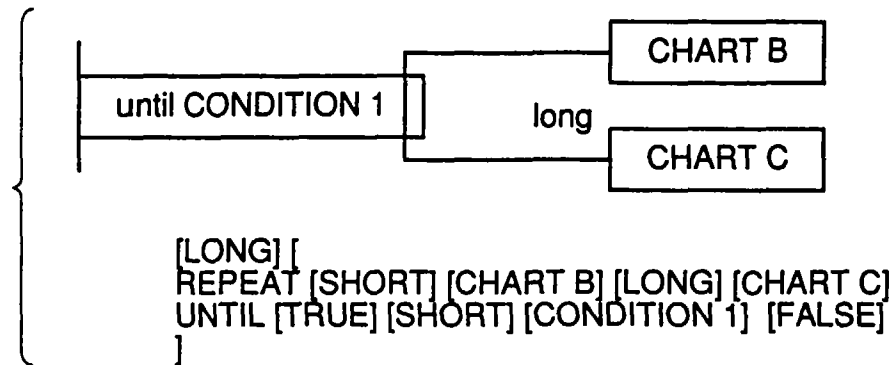 CHART B
until CONDITION 1
long
CHART C
[LONG] [
REPEAT [SHORT] [CHART B] [LONG] [CHART C]
UNTIL [TRUE] [SHORT] [CONDITION 1] [FALSE]
]